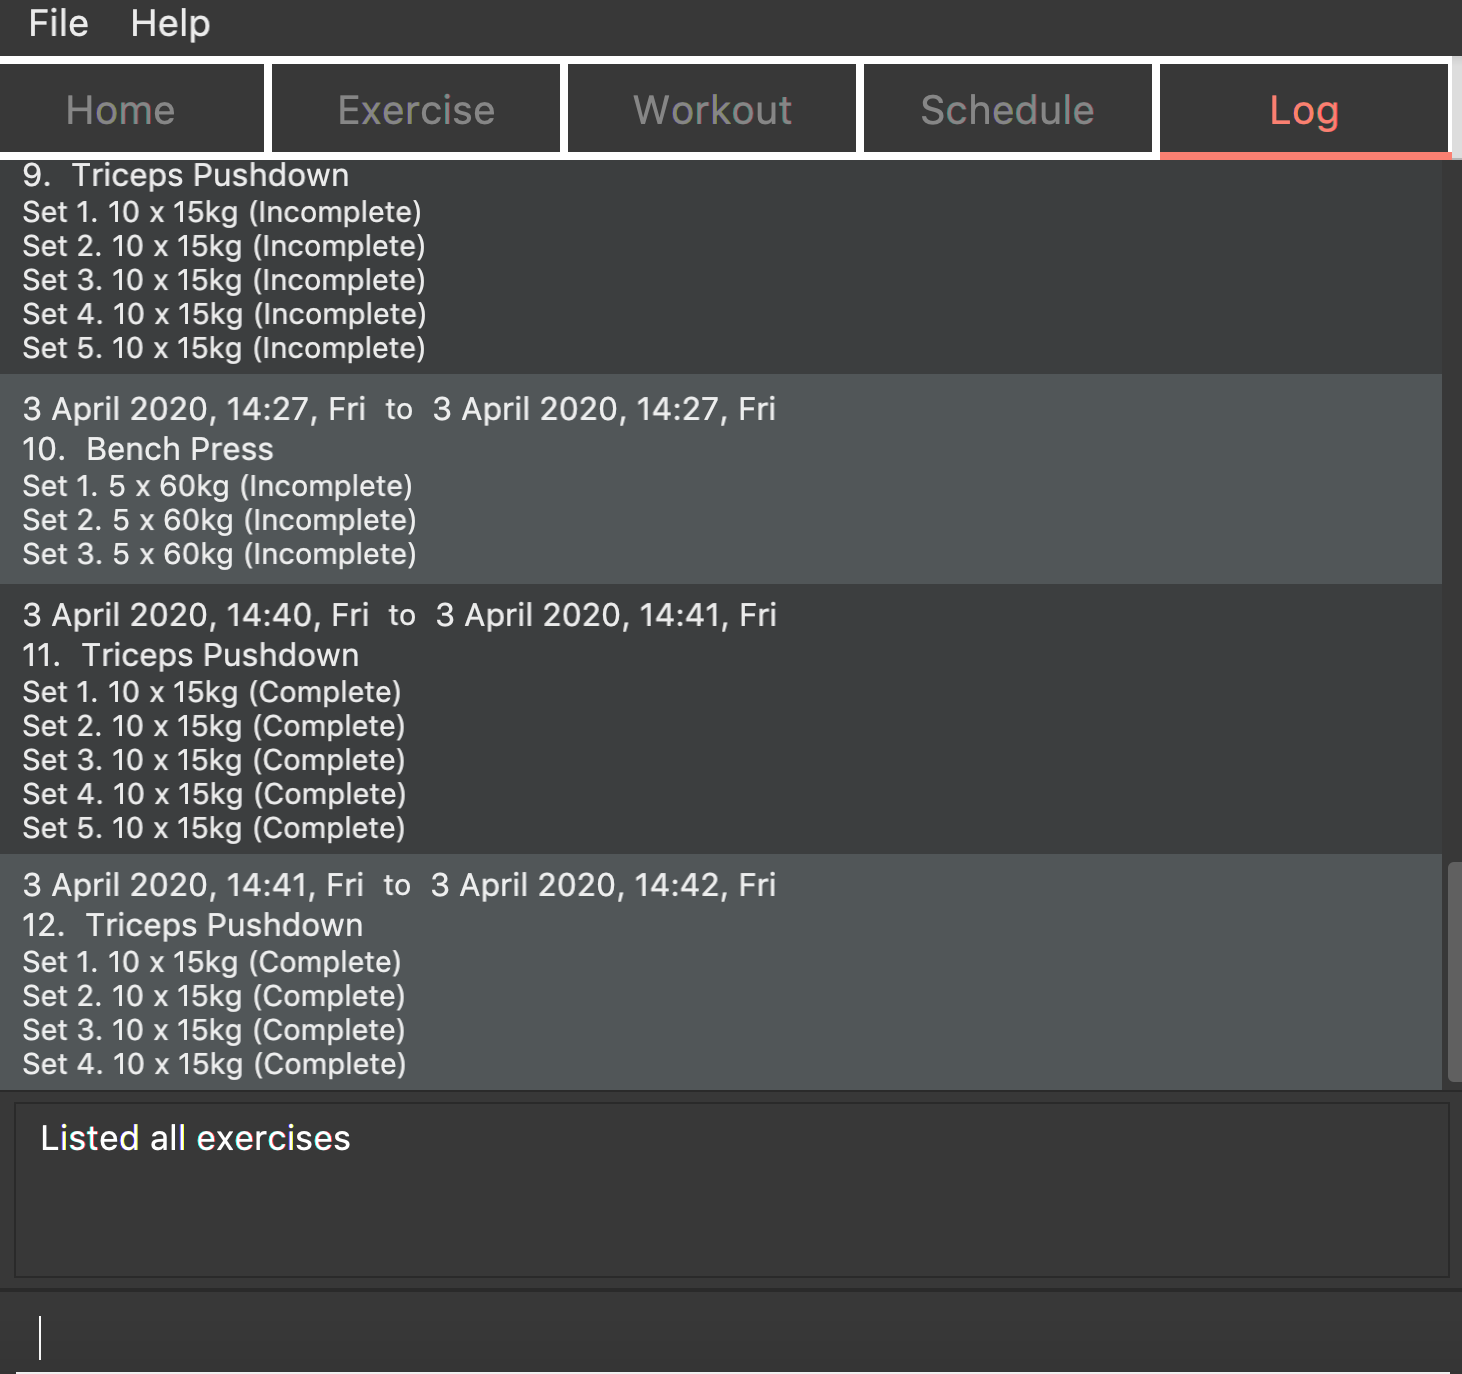 File Help
Home Exercise Workout Schedule Log
9. Triceps Pushdown
Set 1. 10 x 15kg (Incomplete)
Set 2. 10 x 15kg (Incomplete)
Set 3. 10 x 15kg (Incomplete)
Set 4. 10 x 15kg (Incomplete)
Set 5. 10 x 15kg (Incomplete)
3 April 2020, 14:27, Fri to 3 April 2020, 14:27, Fri
10. Bench Press
Set 1. 5 x 60kg (Incomplete)
Set 2. 5 x 60kg (Incomplete)
Set 3. 5 x 60kg (Incomplete)
3 April 2020, 14:40, Fri to 3 April 2020, 14:41, Fri
11. Triceps Pushdown
Set 1. 10 x 15kg (Complete)
Set 2. 10 x 15kg (Complete)
Set 3. 10 x 15kg (Complete)
Set 4. 10 x 15kg (Complete)
Set 5. 10 x 15kg (Complete)
3 April 2020, 14:41, Fri to 3 April 2020, 14:42, Fri
12. Triceps Pushdown
Set 1. 10 x 15kg (Complete)
Set 2. 10 x 15kg (Complete)
Set 3. 10 x 15kg (Complete)
Set 4. 10 x 15kg (Complete)
Listed all exercises